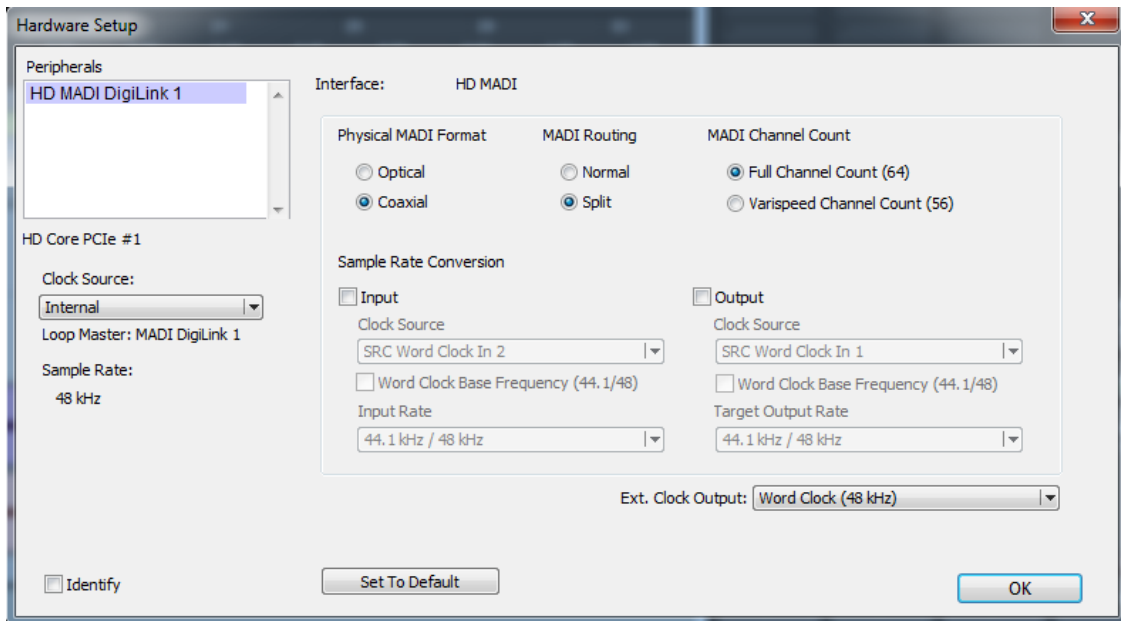 Hardware Setup
Peripherals
HD MADI DigiLink 1
HD Core PCIe #1
Clock Source:
Internal
Loop Master: MADI DigiLink 1
Sample Rate:
48 kHz
Identify
Interface: HD MADI
Physical MADI Format
Optical
Coaxial
MADI Routing
Normal
Split
MADI Channel Count
Full Channel Count (64)
Varispeed Channel Count (56)
Sample Rate Conversion
Input
Clock Source
SRC Word Clock In 2
Word Clock Base Frequency (44.1/48)
Input Rate
44.1 kHz / 48 kHz
Output
Clock Source
SRC Word Clock In 1
Word Clock Base Frequency (44.1/48)
Target Output Rate
44.1 kHz / 48 kHz
Ext. Clock Output: Word Clock (48 kHz)
Set To Default
OK